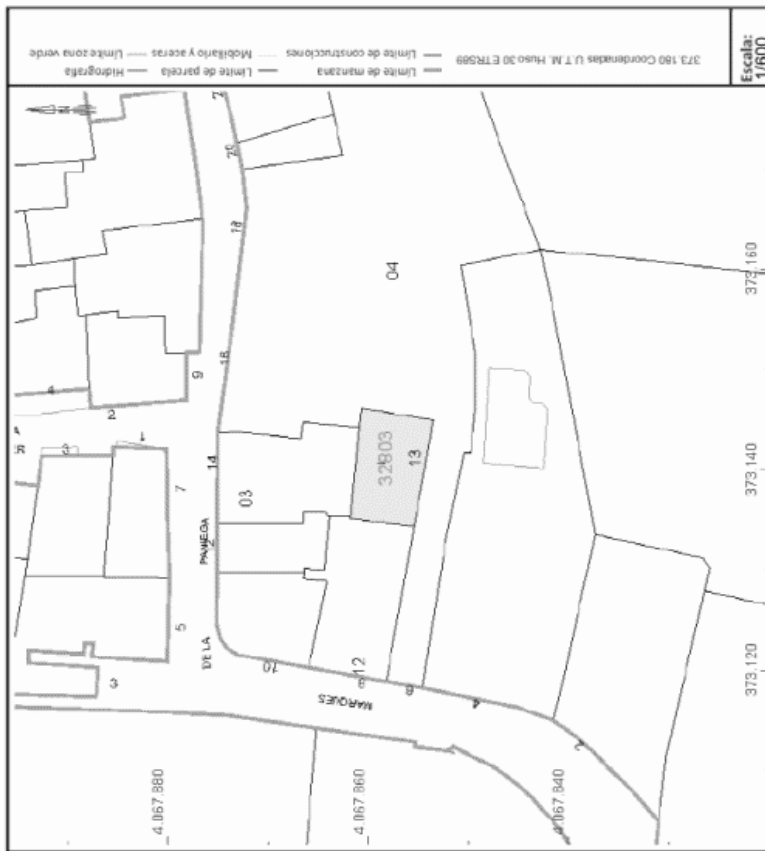 Hidrografía
Límite zona verde
Límite de parcela
Mobiliario y aceras
Límite de manzana
Límite de construcciones
373.180 Coordenadas U.T.M. Huso 30 ETRS89
Escala:
1/600
N
4
2
9
18
16
20
04
373.160
1
7
14
03
32803
13
373.140
5
PANIEGA
DE LA
3
10
12
8
6
4
2
MARQUES
373.120
4.067.880
4.067.860
4.067.840